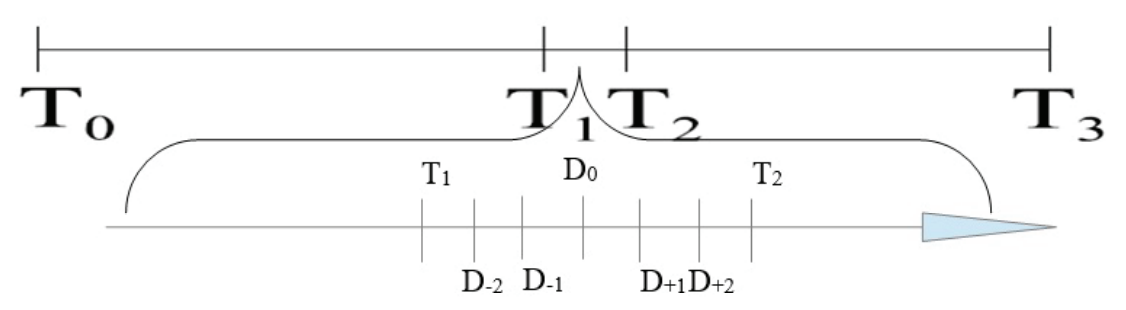 T₀ T₁ T₂ T₃
T₁ D₀ T₂
D₋₂ D₋₁ D₊₁ D₊₂